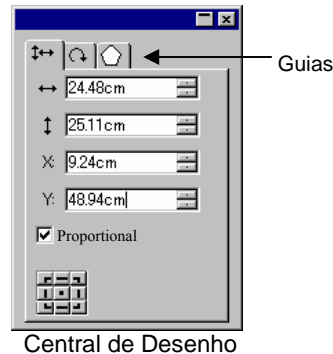 Guias
24.48cm
25.11cm
X: 9.24cm
Y: 48.94cm
Proportional
Central de Desenho